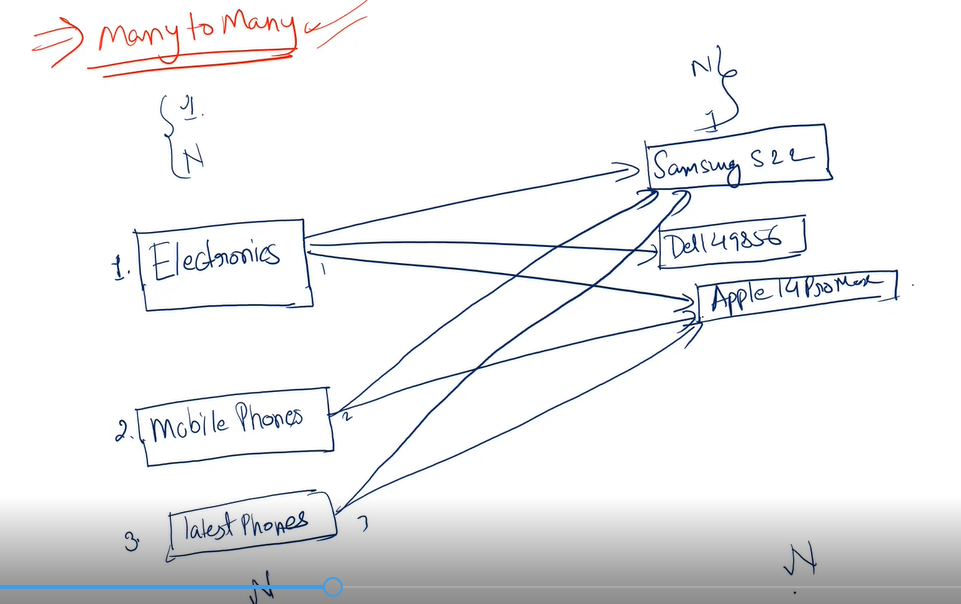 Many to Many
1.
N
N
1
Samsung S22
1. Electronics
1
Dell 49856
Apple 14 Pro Max
2. Mobile Phones
2
3. latest Phones
3
N
N